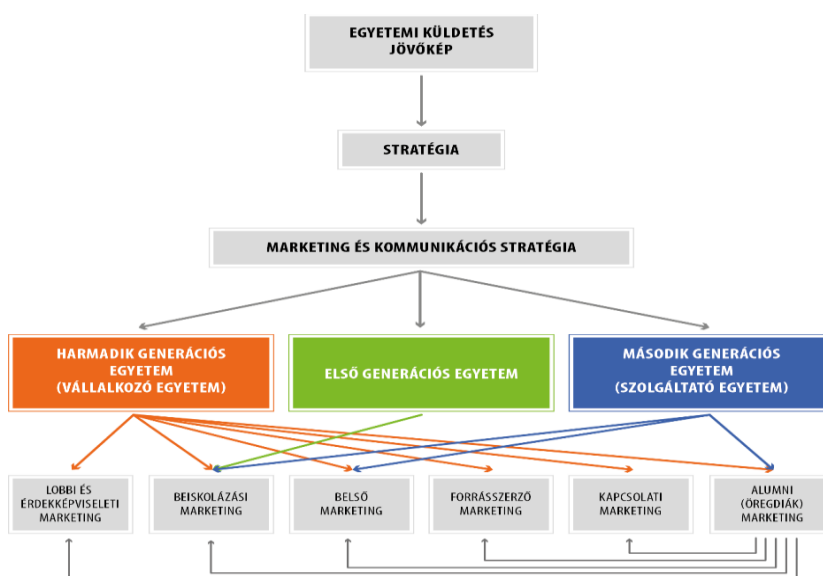 EGYETEMI KÜLDETÉS
JÖVŐKÉP
STRATÉGIA
MARKETING ÉS KOMMUNIKÁCIÓS STRATÉGIA
HARMADIK GENERÁCIÓS
EGYETEM
(VÁLLALKOZÓ EGYETEM)
ELSŐ GENERÁCIÓS EGYETEM
MÁSODIK GENERÁCIÓS
EGYETEM
(SZOLGÁLTATÓ EGYETEM)
LOBBI ÉS
ÉRDEKKÉPVISELETI
MARKETING
BEISKOLÁZÁSI
MARKETING
BELSŐ
MARKETING
FORRÁSSZERZŐ
MARKETING
KAPCSOLATI
MARKETING
ALUMNI
(ÖREGDIÁK)
MARKETING